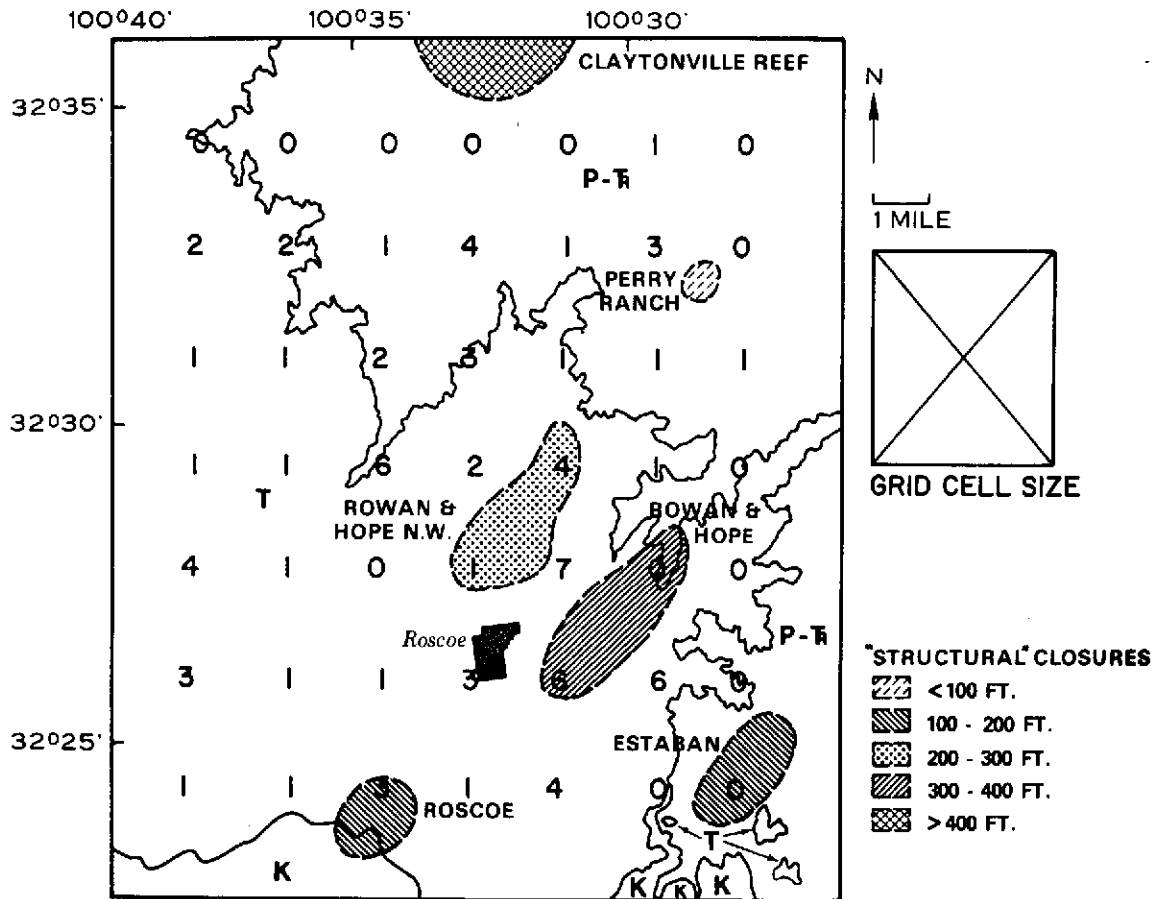 100°40' 100°35' 100°30'
CLAYTONVILLE REEF
N
32°35'
0 0 0 0 0 1 0
P-TR
1 MILE
2 2 1 4 1 3 0
PERRY
RANCH
1 1 2 3 1 1 1
32°30'
1 1 6 2 4 1 0
GRID CELL SIZE
T
ROWAN &
HOPE N.W.
ROWAN &
HOPE
4 1 0 1 7 0
Roscoe
P-TR
"STRUCTURAL" CLOSURES
3 1 1 3 6 6 0
<100 FT.
100 - 200 FT.
32°25'
ESTABAN
200 - 300 FT.
1 1 3 1 4 0 0
300 - 400 FT.
ROSCOE
>400 FT.
T
K
K K K